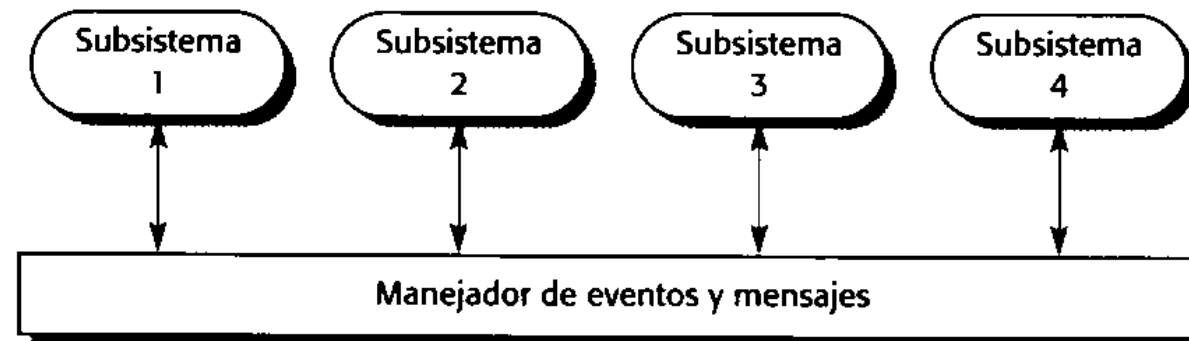 Subsistema
1
Subsistema
2
Subsistema
3
Subsistema
4
Manejador de eventos y mensajes